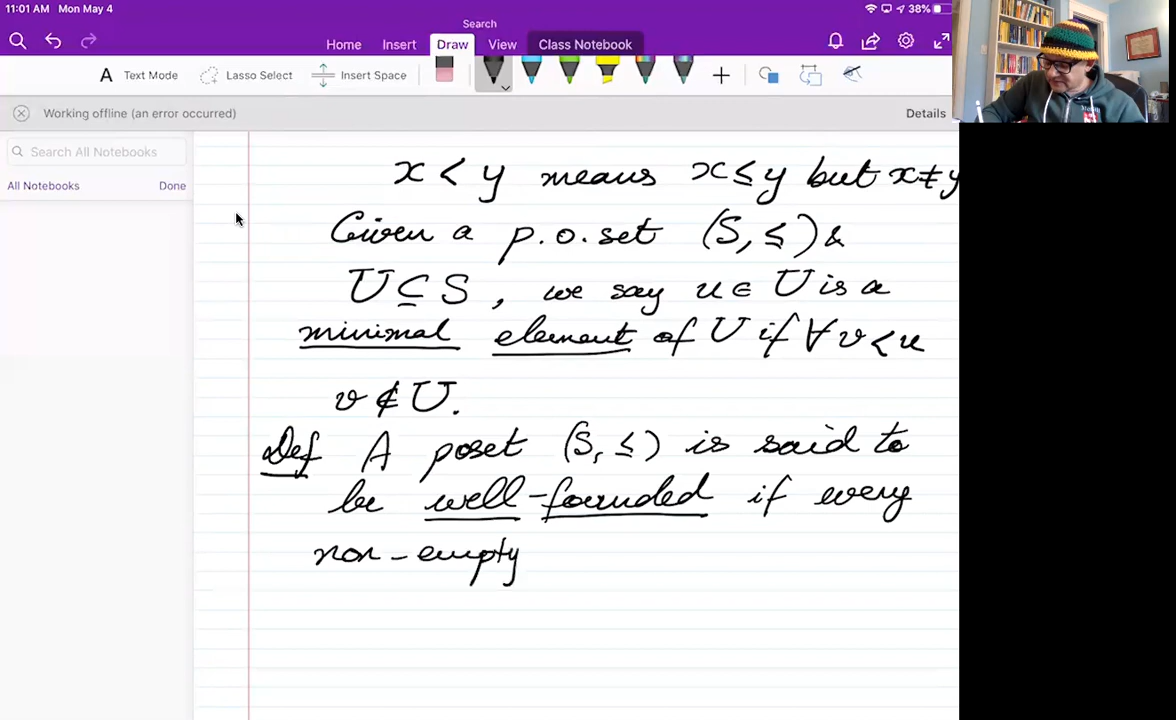 11:01 AM Mon May 4
38%
Search
Home Insert Draw View Class Notebook
A Text Mode Lasso Select Insert Space
Working offline (an error occurred) Details
Search All Notebooks
All Notebooks Done
x < y means x ≤ y but x ≠ y
Given a p.o.set (S, ≤) &
U ⊆ S, we say u ∈ U is a
minimal element of U if ∀ v < u
v ∉ U.
Def A poset (S, ≤) is said to
be well-founded if every
non-empty